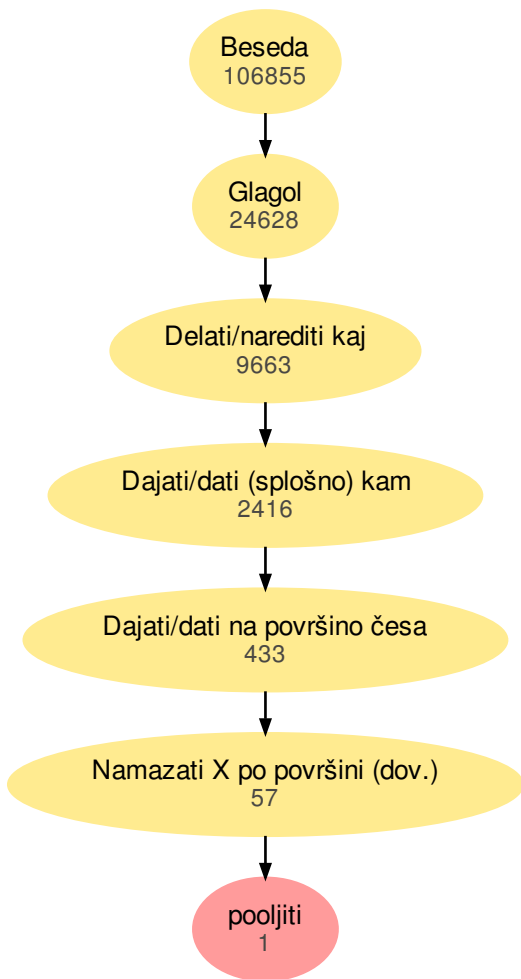 Beseda
106855
Glagol
24628
Delati/narediti kaj
9663
Dajati/dati (splošno) kam
2416
Dajati/dati na površino česa
433
Namazati X po površini (dov.)
57
pooljiti
1